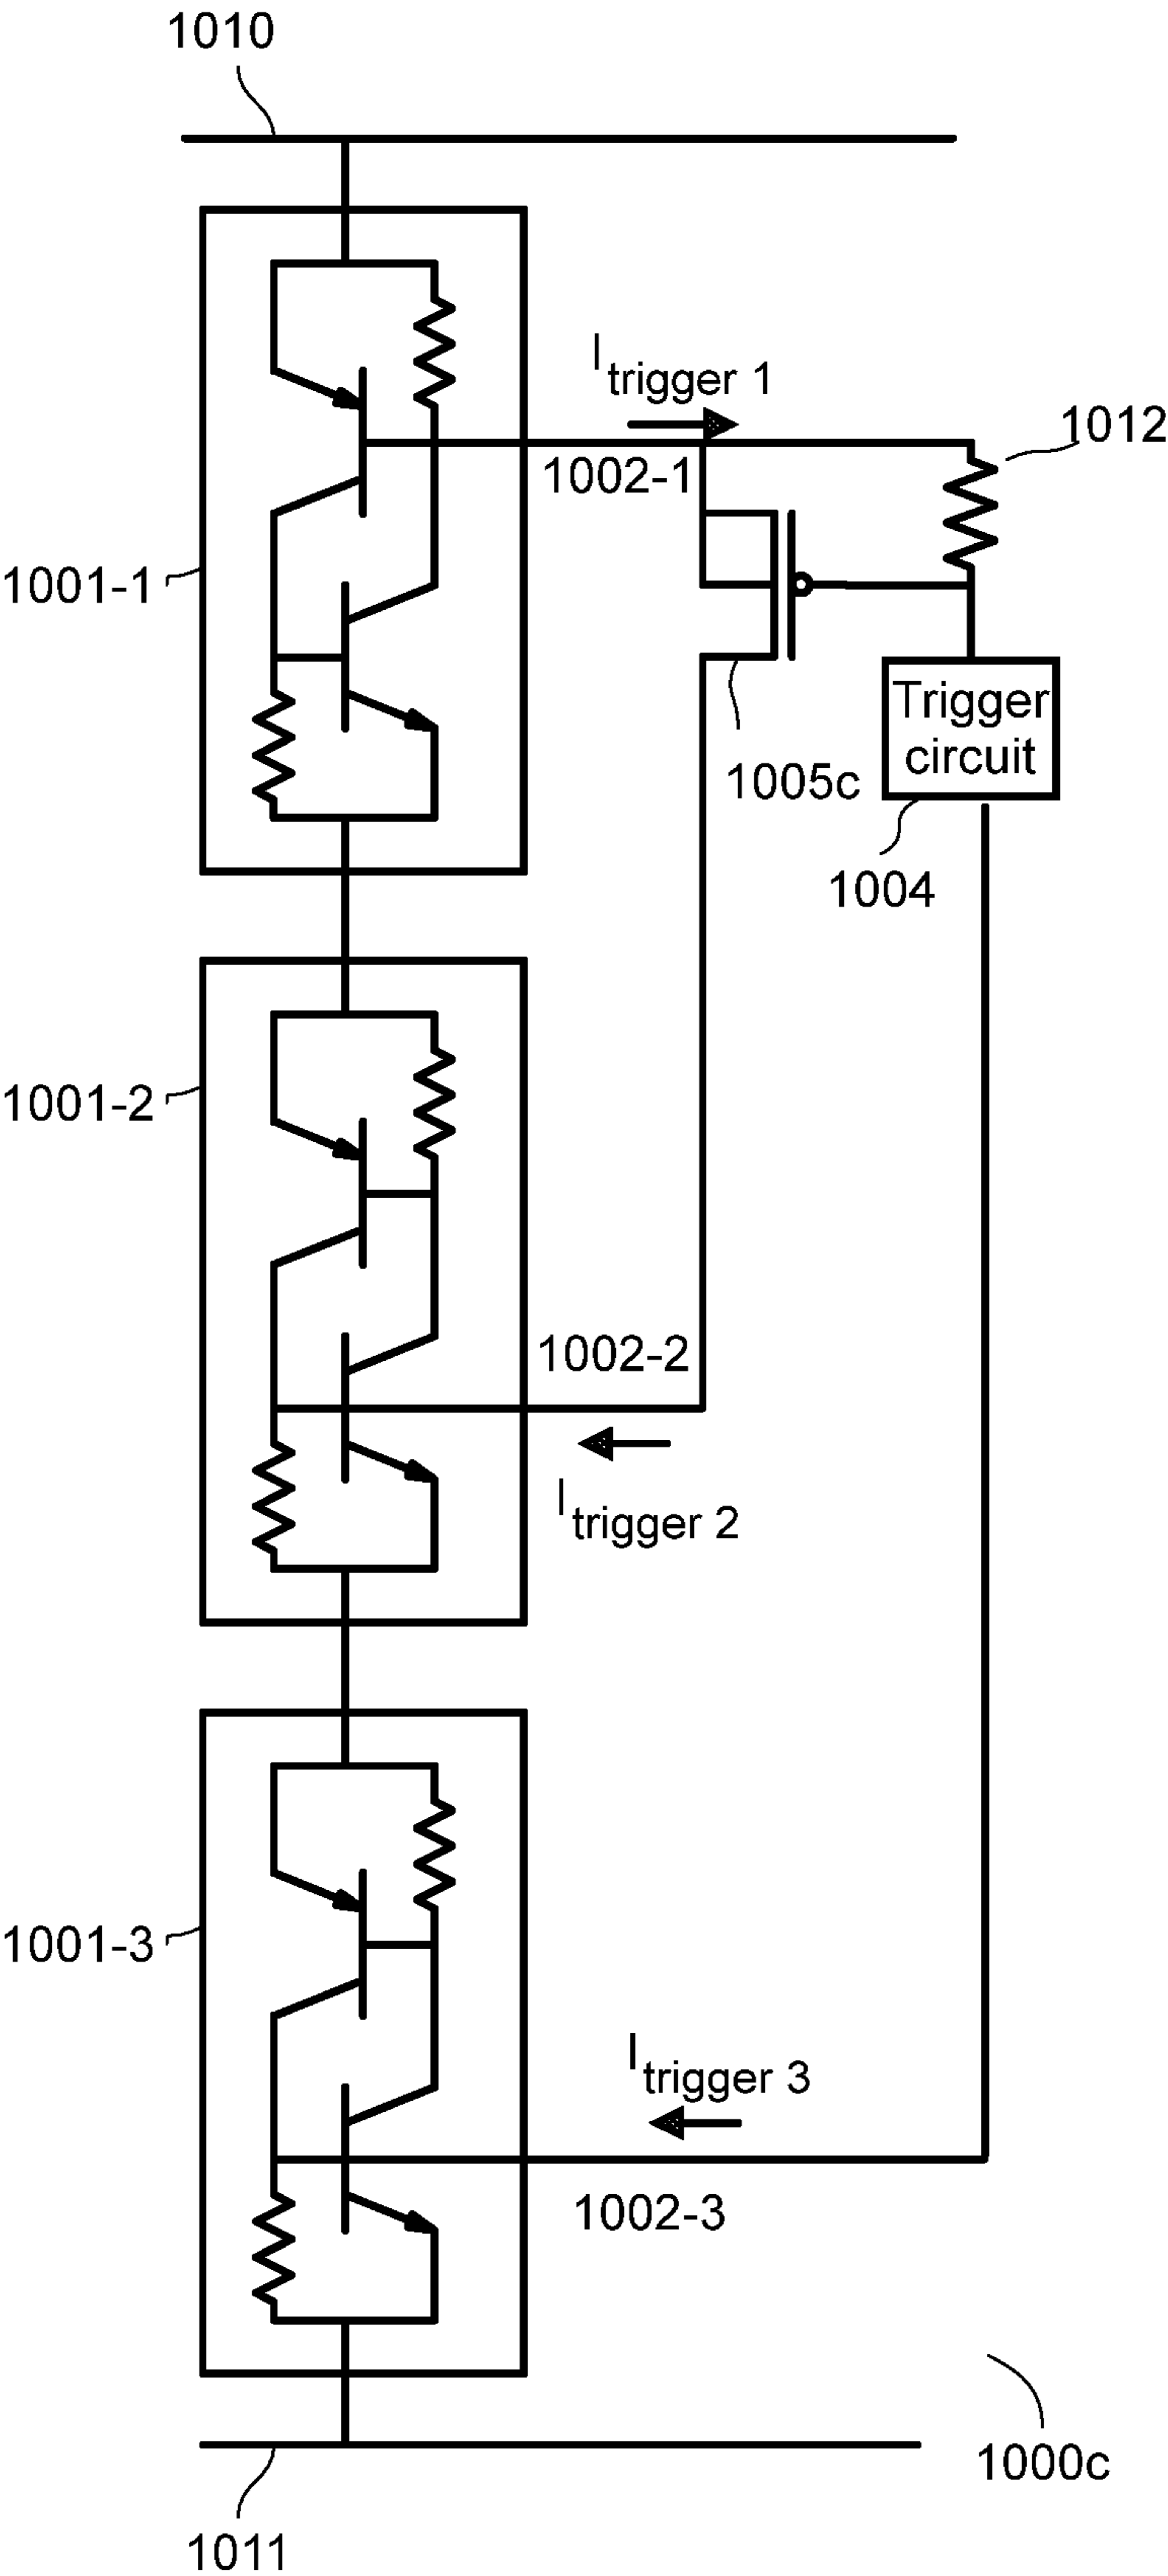 1010
I trigger 1
1012
1002-1
1001-1
Trigger
circuit
1005c
1004
1001-2
1002-2
I trigger 2
1001-3
I trigger 3
1002-3
1000c
1011